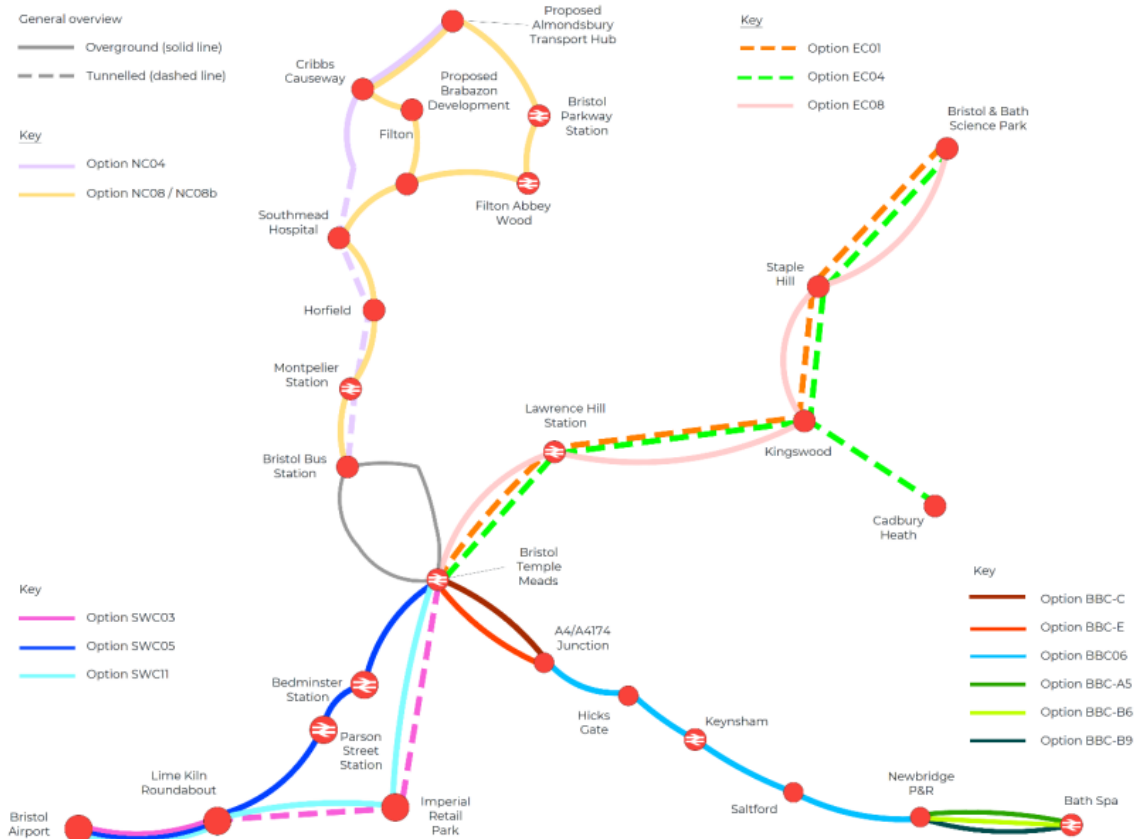 General overview
Overground (solid line)
Tunnelled (dashed line)
Key
Option NC04
Option NC08 / NC08b
Proposed
Almondsbury
Transport Hub
Cribbs
Causeway
Proposed
Brabazon
Development
Filton
Bristol
Parkway
Station
Filton Abbey
Wood
Southmead
Hospital
Horfield
Montpelier
Station
Bristol Bus
Station
Key
Option EC01
Option EC04
Option EC08
Bristol & Bath
Science Park
Staple
Hill
Lawrence Hill
Station
Kingswood
Cadbury
Heath
Bristol
Temple
Meads
Key
Option SWC03
Option SWC05
Option SWC11
Bedminster
Station
Parson
Street
Station
Lime Kiln
Roundabout
Imperial
Retail
Park
Bristol
Airport
A4/A4174
Junction
Hicks
Gate
Keynsham
Saltford
Newbridge
P&R
Bath Spa
Key
Option BBC-C
Option BBC-E
Option BBC06
Option BBC-A5
Option BBC-B6
Option BBC-B9